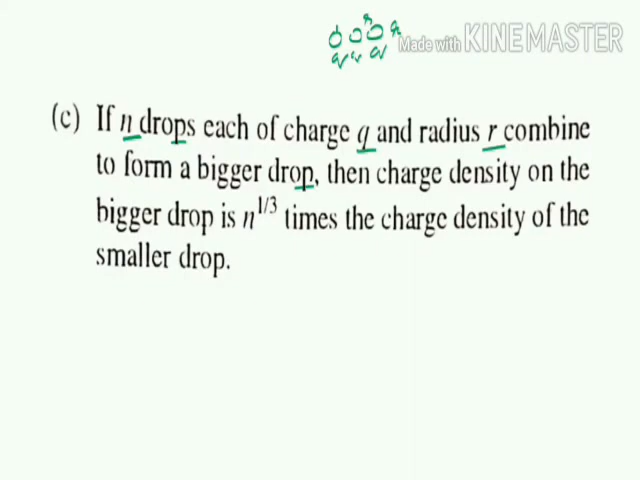 Made with KINEMASTER
(c) If n drops each of charge q and radius r combine
to form a bigger drop, then charge density on the
bigger drop is n^{1/3} times the charge density of the
smaller drop.